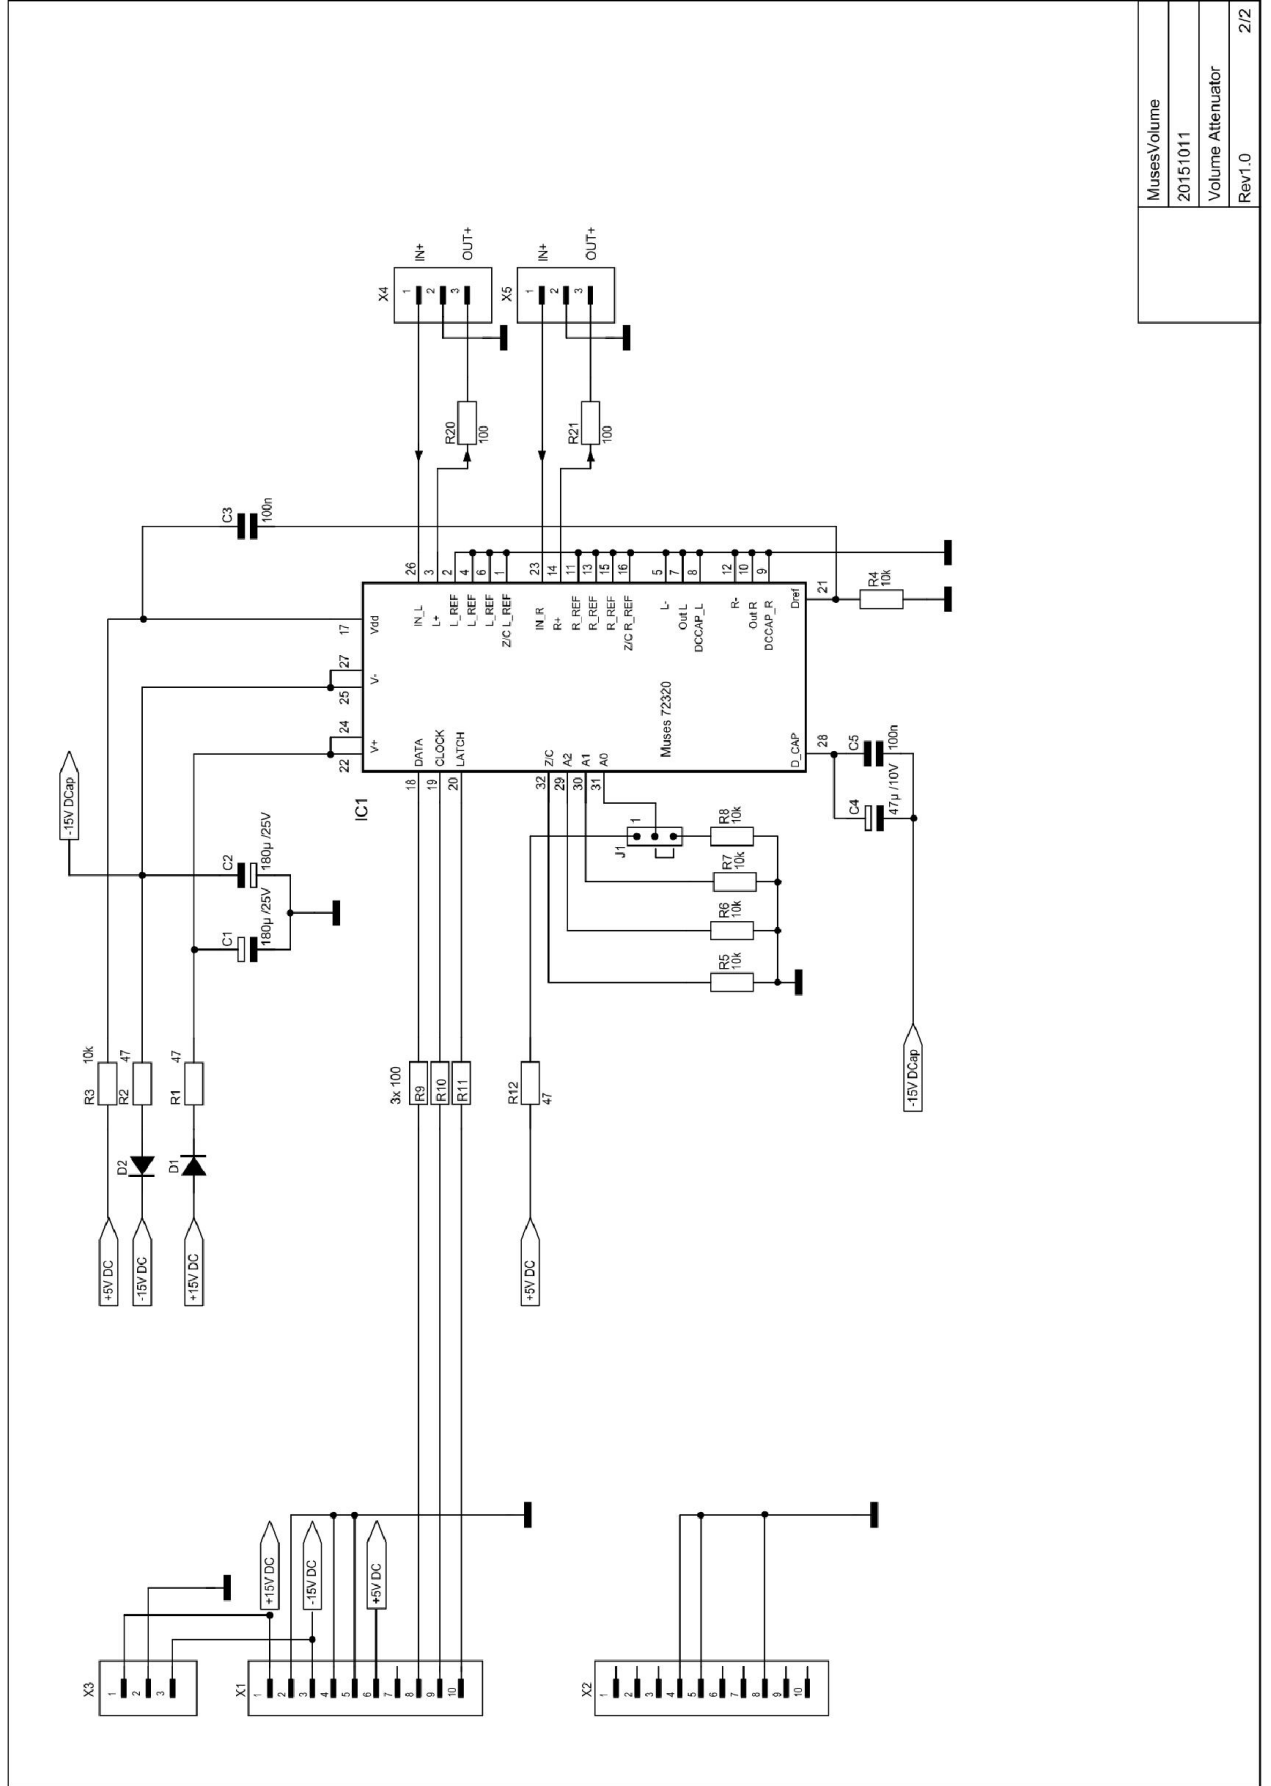 MusesVolume
20151011
Volume Attenuator
Rev1.0 2/2
X3
1
2
3
X1
1
2
3
4
5
6
7
8
9
10
+15V DC
-15V DC
+5V DC
X2
1
2
3
4
5
6
7
8
9
10
+5V DC
-15V DC
+15V DC
D2
D1
R3
10k
R2
47
R1
47
-15V DCap
C1
180µ /25V
C2
180µ /25V
C3
100n
3x 100
R9
R10
R11
+5V DC
R12
47
IC1
Muses 72320
22
24
V+
25
27
V-
17
Vdd
18
DATA
19
CLOCK
20
LATCH
32
Z/C
29
A2
30
A1
31
A0
J1
1
R5
10k
R6
10k
R7
10k
R8
10k
D_CAP
28
C4
47µ /10V
C5
100n
-15V DCap
IN_L
26
L+
3
L_REF
2
L_REF
4
L_REF
6
Z/C L_REF
1
IN_R
23
R+
14
R_REF
11
R_REF
13
R_REF
15
Z/C R_REF
16
L-
5
Out L
7
DCCAP_L
8
R-
12
Out R
10
DCCAP_R
9
Dref
21
R4
10k
R20
100
R21
100
X4
1
2
3
IN+
OUT+
X5
1
2
3
IN+
OUT+